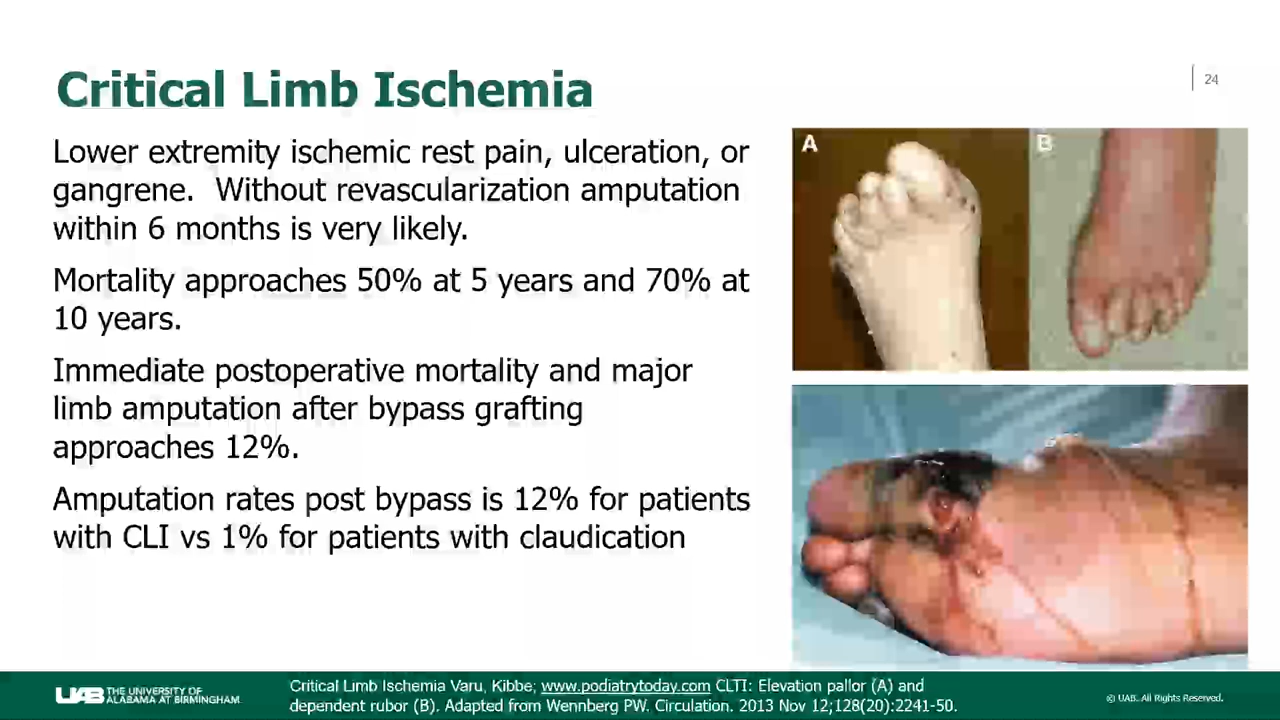 Critical Limb Ischemia
24
Lower extremity ischemic rest pain, ulceration, or
gangrene.  Without revascularization amputation
within 6 months is very likely.
Mortality approaches 50% at 5 years and 70% at
10 years.
Immediate postoperative mortality and major
limb amputation after bypass grafting
approaches 12%.
Amputation rates post bypass is 12% for patients
with CLI vs 1% for patients with claudication
A
B
UAB THE UNIVERSITY OF
ALABAMA AT BIRMINGHAM.
Critical Limb Ischemia Varu, Kibbe; www.podiatrytoday.com CLTI: Elevation pallor (A) and
dependent rubor (B). Adapted from Wennberg PW. Circulation. 2013 Nov 12;128(20):2241-50.
© UAB. All Rights Reserved.